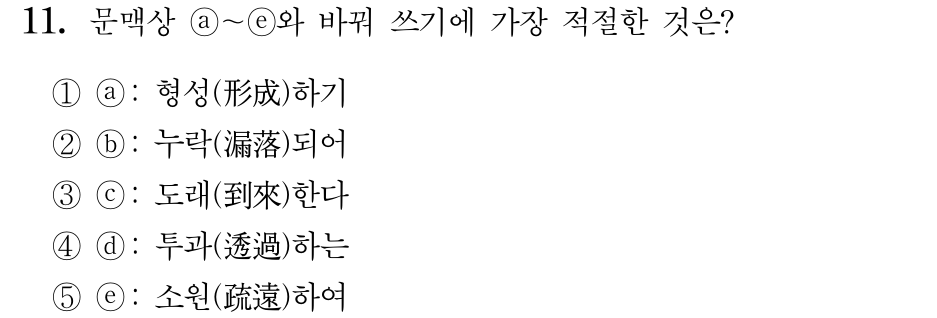 11. 문맥상 ⓐ~ⓔ와 바꿔 쓰기에 가장 적절한 것은?
① ⓐ: 형성(形成)하기
② ⓑ: 누락(漏落)되어
③ ⓒ: 도래(到來)한다
④ ⓓ: 투과(透過)하는
⑤ ⓔ: 소원(疏遠)하여